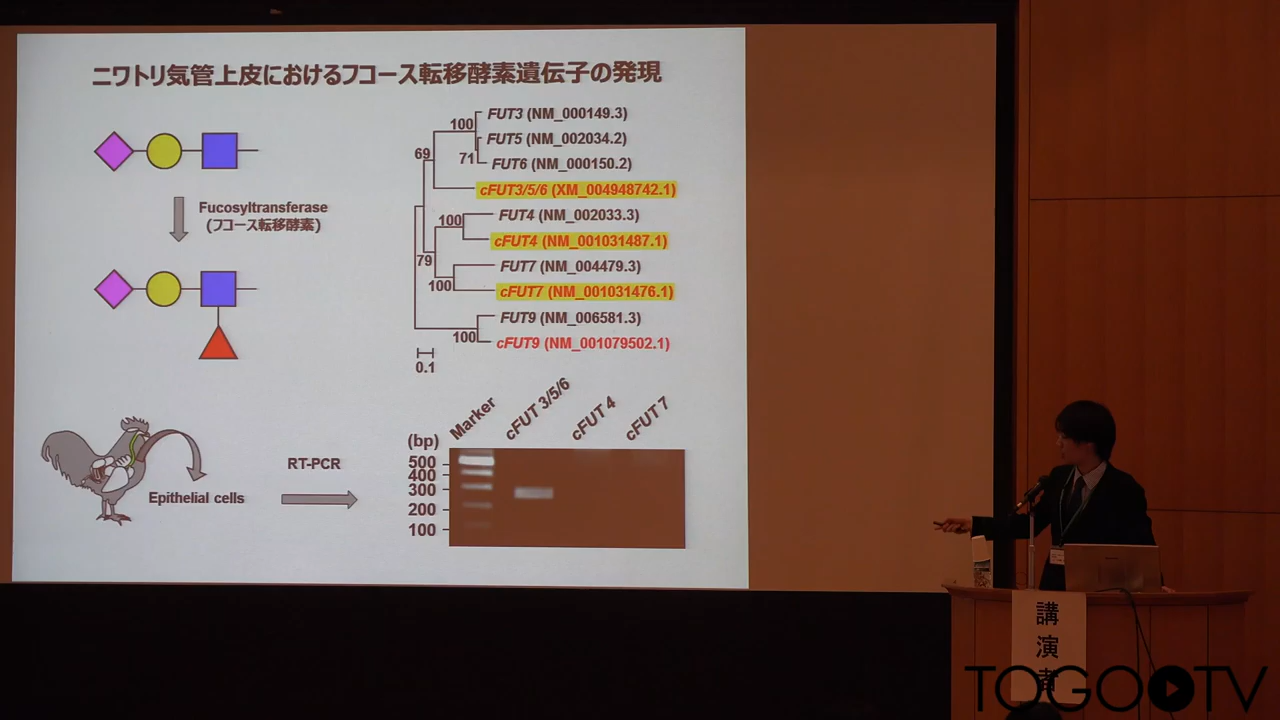 ニワトリ気管上皮におけるフコース転移酵素遺伝子の発現
Fucosyltransferase
(フコース転移酵素)
100
71
69
100
79
100
100
0.1
FUT3 (NM_000149.3)
FUT5 (NM_002034.2)
FUT6 (NM_000150.2)
cFUT3/5/6 (XM_004948742.1)
FUT4 (NM_002033.3)
cFUT4 (NM_001031487.1)
FUT7 (NM_004479.3)
cFUT7 (NM_001031476.1)
FUT9 (NM_006581.3)
cFUT9 (NM_001079502.1)
Epithelial cells
RT-PCR
Marker
cFUT 3/5/6
cFUT 4
cFUT 7
(bp)
500
400
300
200
100
講演者
TOGOTV